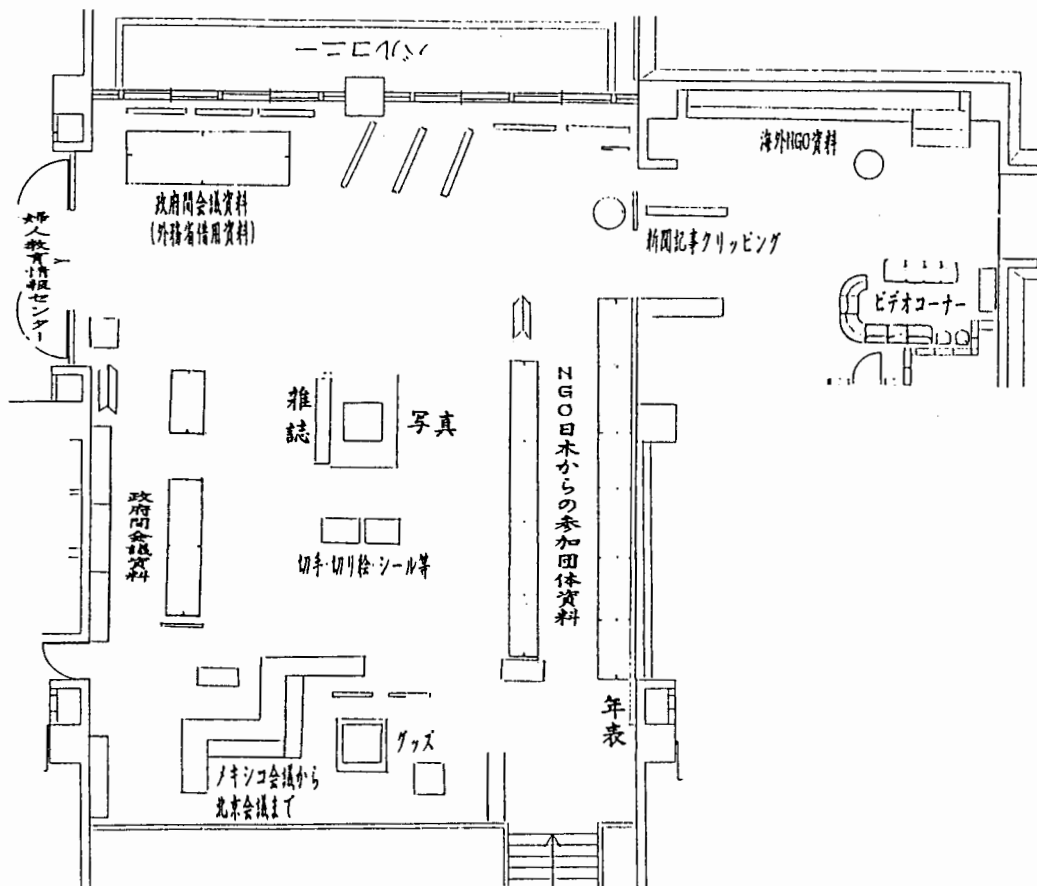 バルコニー
海外NGO資料
政府間会議資料
(外務省借用資料)
婦人教育情報センター
新聞記事クリッピング
ビデオコーナー
雑誌
写真
NGO日本からの参加団体資料
政府間会議資料
切手・切り絵・シール等
年表
グッズ
メキシコ会議から
北京会議まで